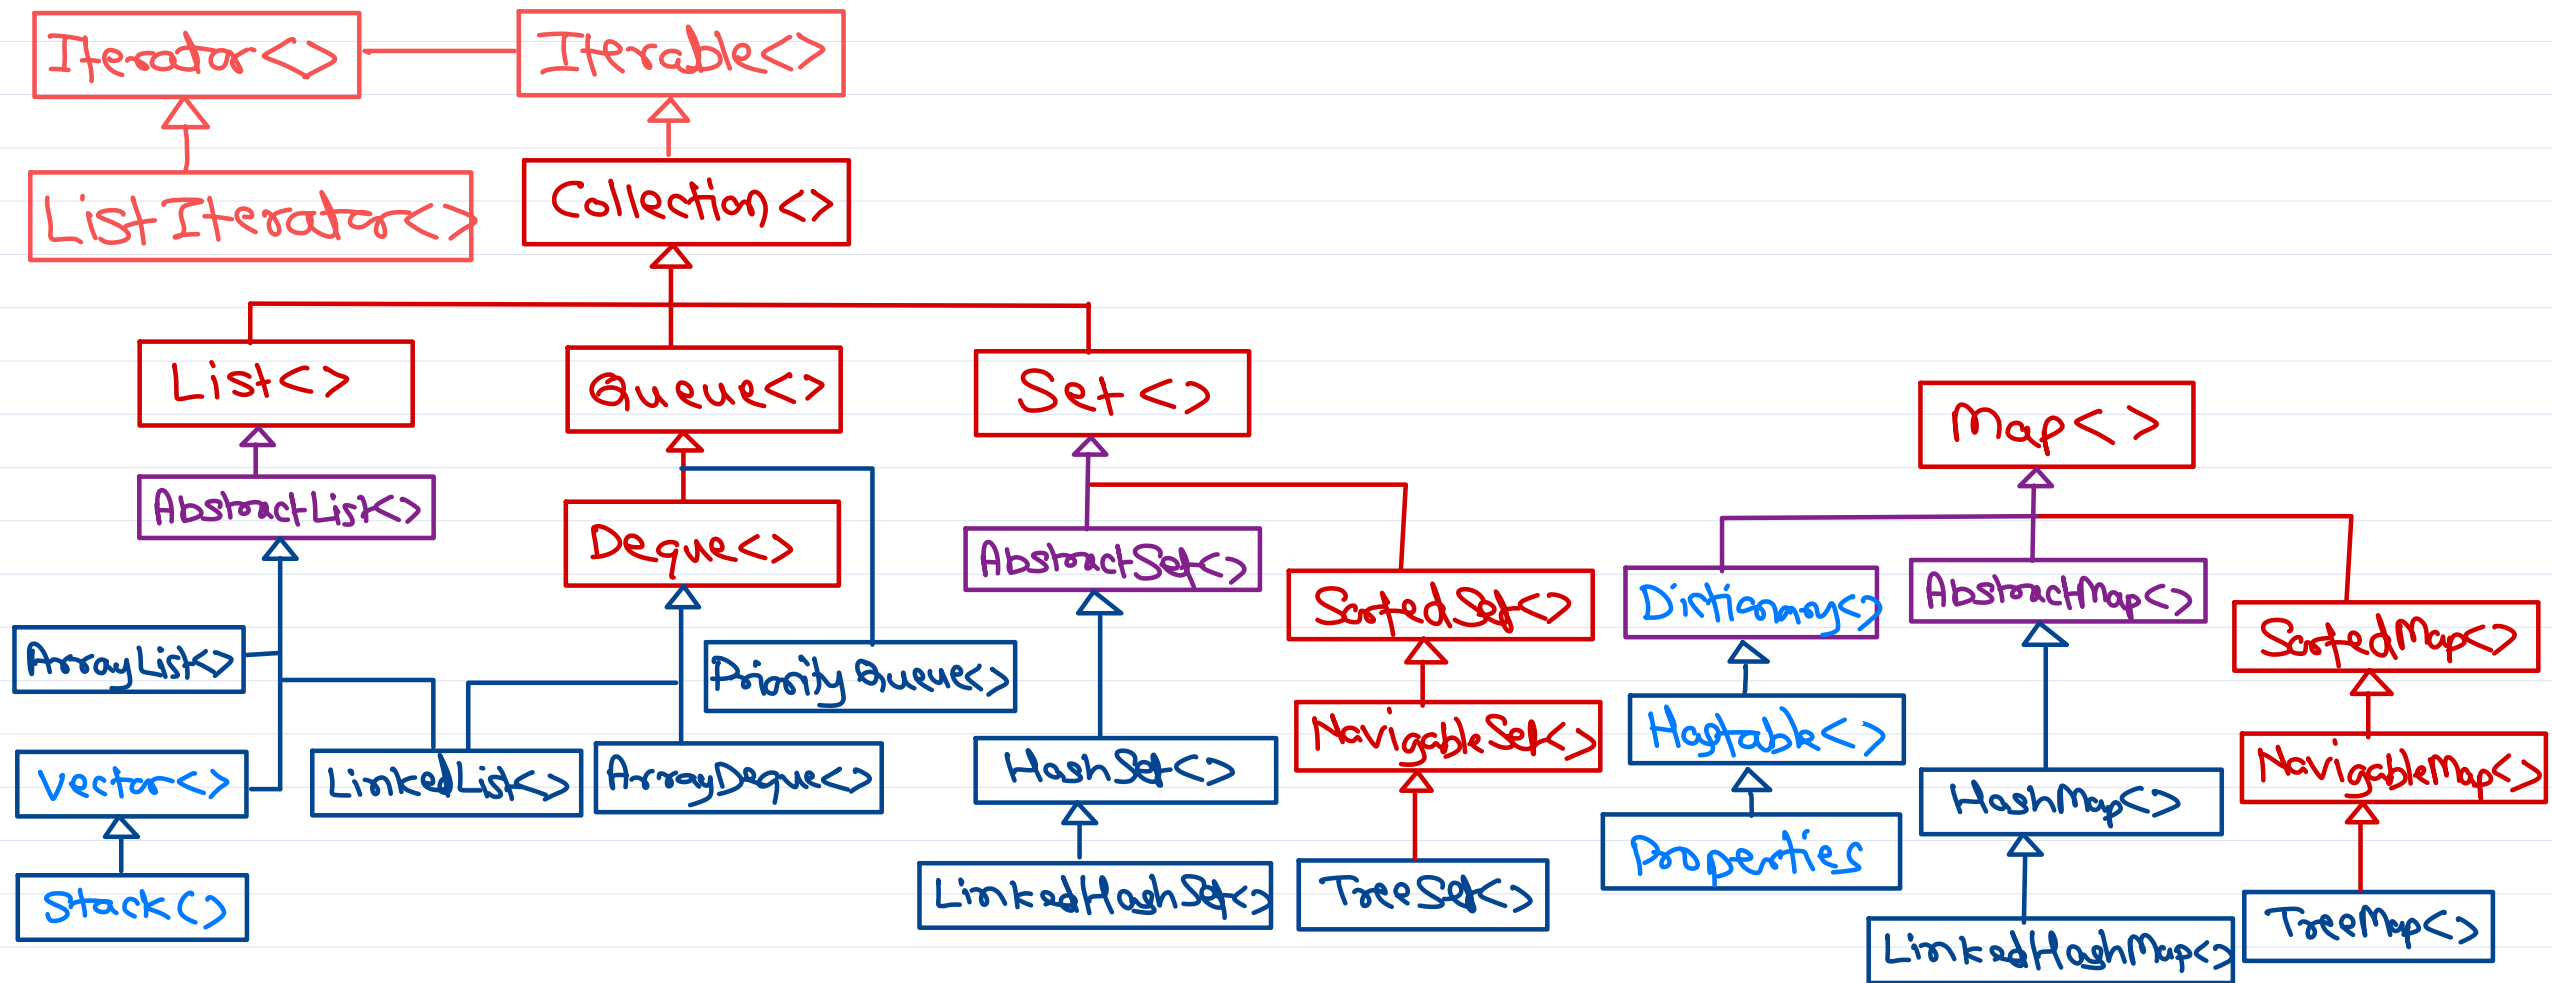 Iterator<>
Iterable<>
ListIterator<>
Collection<>
List<>
Queue<>
Set<>
Map<>
AbstractList<>
Deque<>
AbstractSet<>
SortedSet<>
Dictionary<>
AbstractMap<>
SortedMap<>
ArrayList<>
PriorityQueue<>
NavigableSet<>
Hastable<>
NavigableMap<>
Vector<>
LinkedList<>
ArrayDeque<>
HashSet<>
HashMap<>
Stack<>
LinkedHashSet<>
TreeSet<>
Properties
TreeMap<>
LinkedHashMap<>